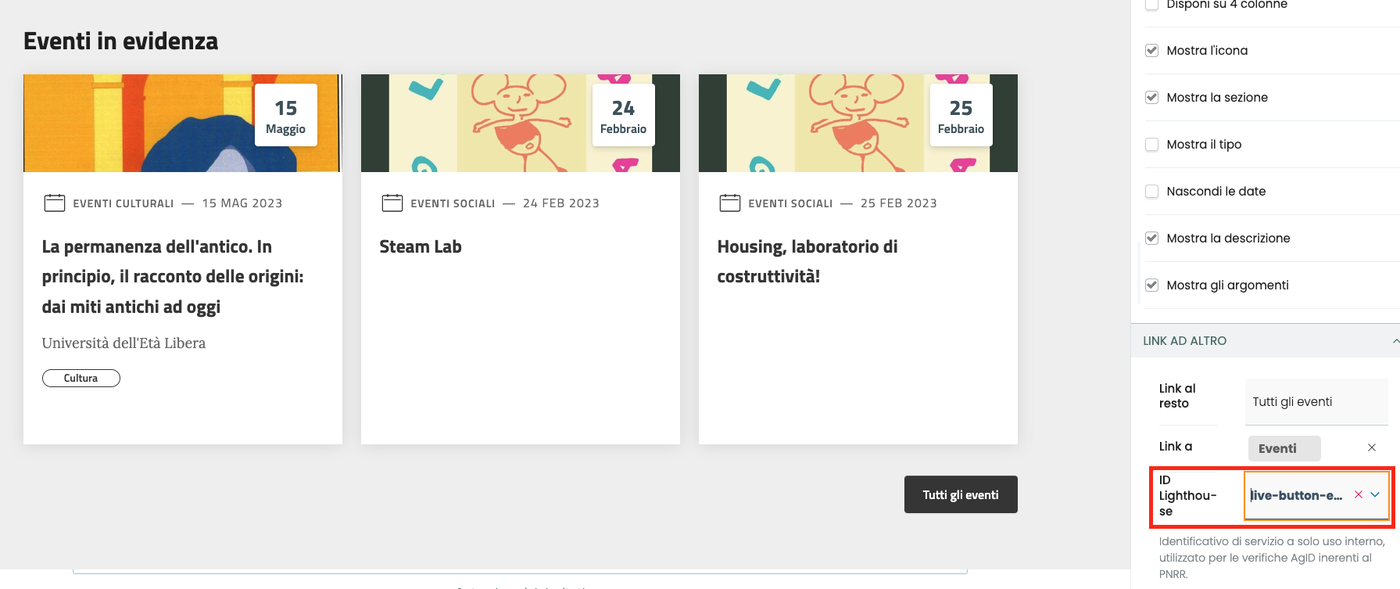 Eventi in evidenza
15
Maggio
EVENTI CULTURALI — 15 MAG 2023
La permanenza dell'antico. In
principio, il racconto delle origini:
dai miti antichi ad oggi
Università dell'Età Libera
Cultura
24
Febbraio
EVENTI SOCIALI — 24 FEB 2023
Steam Lab
25
Febbraio
EVENTI SOCIALI — 25 FEB 2023
Housing, laboratorio di
costruttività!
Tutti gli eventi
Disponi su 4 colonne
Mostra l'icona
Mostra la sezione
Mostra il tipo
Nascondi le date
Mostra la descrizione
Mostra gli argomenti
LINK AD ALTRO
Link al
resto
Tutti gli eventi
Link a
Eventi
ID
Lighthou-
se
live-button-e...
Identificativo di servizio a solo uso interno,
utilizzato per le verifiche AgID inerenti al
PNRR.